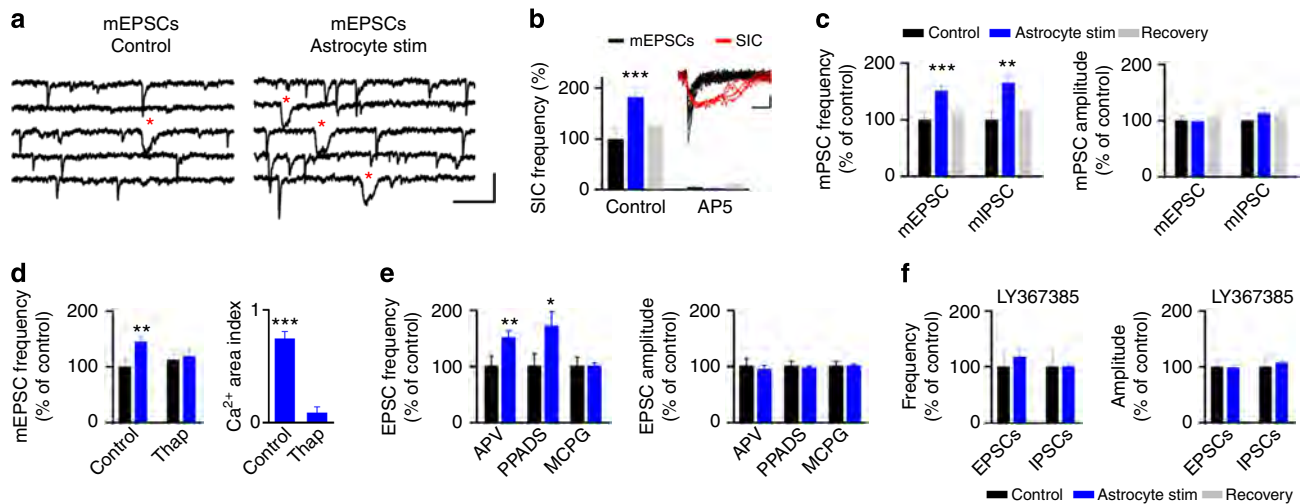 a
mEPSCs
Control
mEPSCs
Astrocyte stim
*
*
*
*
b
mEPSCs SIC
SIC frequency (%)
200
100
0
***
Control AP5
c
Control Astrocyte stim Recovery
mPSC frequency
(% of control)
200
100
0
***
**
mEPSC
mIPSC
mPSC amplitude
(% of control)
200
100
0
mEPSC
mIPSC
d
mEPSC frequency
(% of control)
200
100
0
**
Control
Thap
Ca2+ area index
1
0
***
Control
Thap
e
EPSC frequency
(% of control)
200
100
0
**
*
APV
PPADS
MCPG
EPSC amplitude
(% of control)
200
100
0
APV
PPADS
MCPG
f
LY367385
Frequency
(% of control)
200
100
0
EPSCs
IPSCs
LY367385
Amplitude
(% of control)
200
100
0
EPSCs
IPSCs
Control Astrocyte stim Recovery